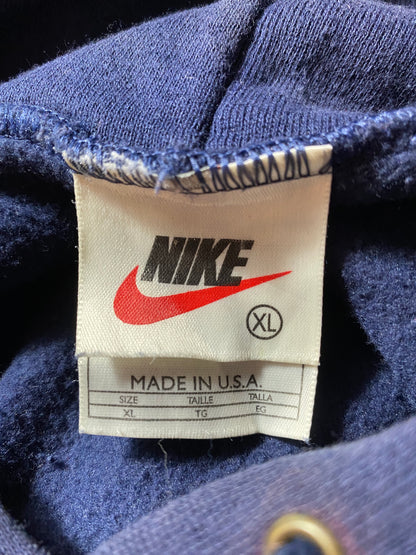 NIKE
XL
MADE IN U.S.A.
SIZE TAILLE TALLA
XL TG EG